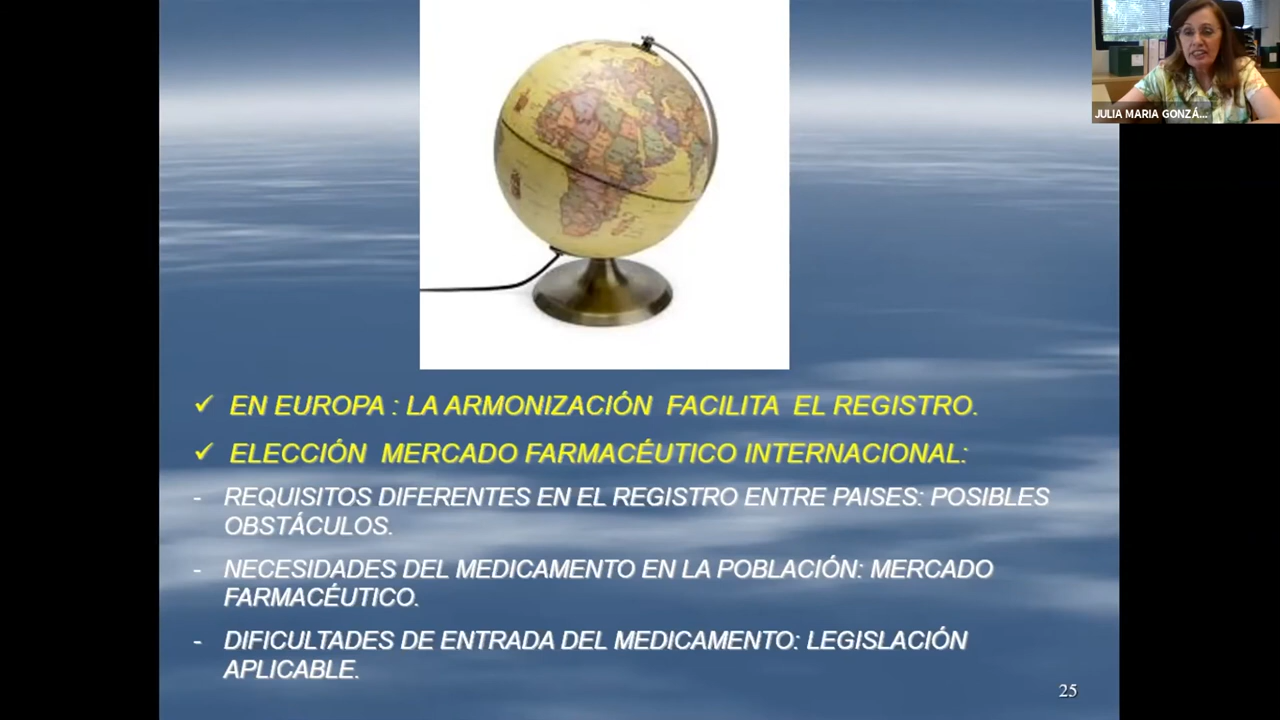 JULIA MARIA GONZÁ...
✓ EN EUROPA : LA ARMONIZACIÓN FACILITA EL REGISTRO.
✓ ELECCIÓN MERCADO FARMACÉUTICO INTERNACIONAL:
- REQUISITOS DIFERENTES EN EL REGISTRO ENTRE PAISES: POSIBLES
OBSTÁCULOS.
- NECESIDADES DEL MEDICAMENTO EN LA POBLACIÓN: MERCADO
FARMACÉUTICO.
- DIFICULTADES DE ENTRADA DEL MEDICAMENTO: LEGISLACIÓN
APLICABLE.
25